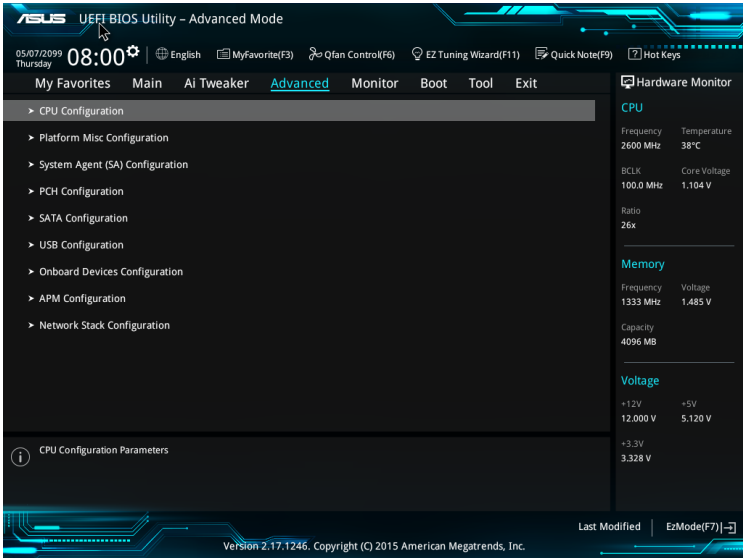 ASUS UEFI BIOS Utility – Advanced Mode
05/07/2099
Thursday
08:00
English MyFavorite(F3) Qfan Control(F6) EZ Tuning Wizard(F11) Quick Note(F9) ? Hot Keys
My Favorites Main Ai Tweaker Advanced Monitor Boot Tool Exit
Hardware Monitor
> CPU Configuration
> Platform Misc Configuration
> System Agent (SA) Configuration
> PCH Configuration
> SATA Configuration
> USB Configuration
> Onboard Devices Configuration
> APM Configuration
> Network Stack Configuration
CPU
Frequency Temperature
2600 MHz 38°C
BCLK Core Voltage
100.0 MHz 1.104 V
Ratio
26x
Memory
Frequency Voltage
1333 MHz 1.485 V
Capacity
4096 MB
Voltage
+12V +5V
12.000 V 5.120 V
+3.3V
3.328 V
i CPU Configuration Parameters
Last Modified EzMode(F7)
Version 2.17.1246. Copyright (C) 2015 American Megatrends, Inc.